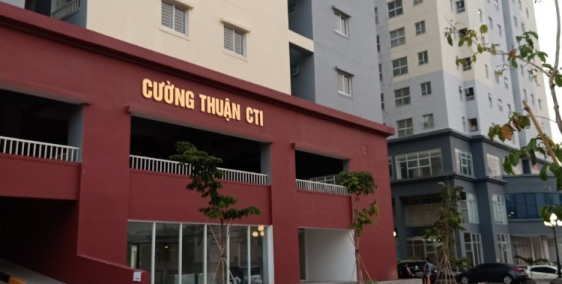 CƯỜNG THUẬN CTI